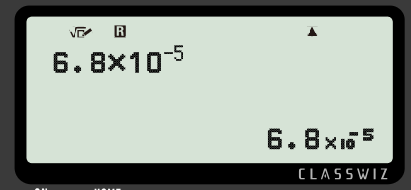 √▱ R ▲
6.8×10⁻⁵
6.8×10⁻⁵
CLASSWIZ